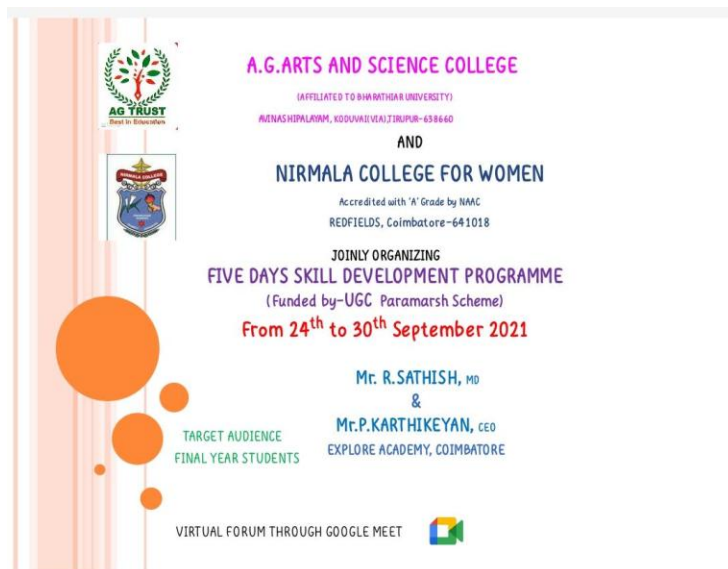 AG TRUST
Best in Education
A.G.ARTS AND SCIENCE COLLEGE
(AFFILIATED TO BHARATHIAR UNIVERSITY)
AVINASHIPALAYAM, KODUVAI(VIA),TIRUPUR-638660
AND
NIRMALA COLLEGE
NIRMALA COLLEGE FOR WOMEN
Accredited with 'A' Grade by NAAC
REDFIELDS, Coimbatore-641018
JOINLY ORGANIZING
FIVE DAYS SKILL DEVELOPMENT PROGRAMME
(Funded by-UGC Paramarsh Scheme)
From 24th to 30th September 2021
Mr. R.SATHISH, MD
&
Mr.P.KARTHIKEYAN, CEO
EXPLORE ACADEMY, COIMBATORE
TARGET AUDIENCE
FINAL YEAR STUDENTS
VIRTUAL FORUM THROUGH GOOGLE MEET